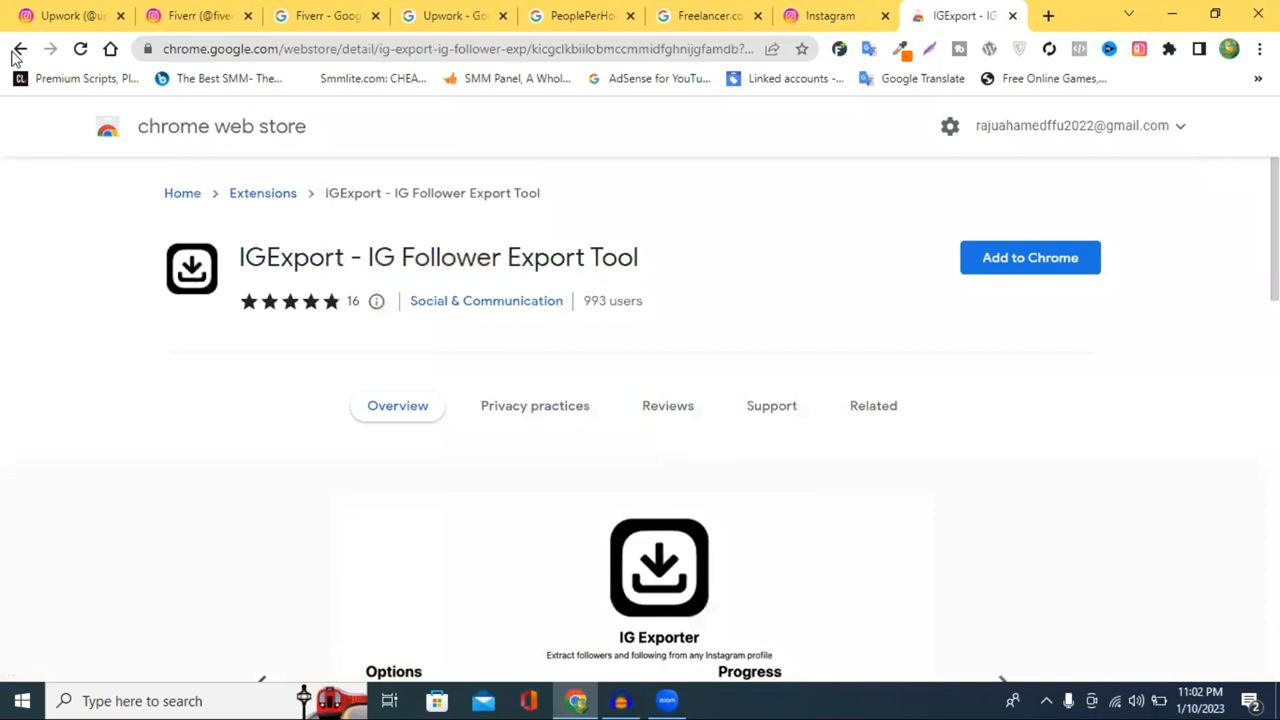 Upwork (@u Fiverr (@five Fiverr - Goog Upwork - Go PeoplePerHo Freelancer.co Instagram IGExport - IG
chrome.google.com/webstore/detail/ig-export-ig-follower-exp/kicgclkbiilobmccmmidfghnijgfamdb?...
Premium Scripts, Pl... The Best SMM- The... Smmlite.com: CHEA... SMM Panel, A Whol... AdSense for YouTu... Linked accounts -... Google Translate Free Online Games,... »
chrome web store rajuahamedffu2022@gmail.com
Home > Extensions > IGExport - IG Follower Export Tool
IGExport - IG Follower Export Tool Add to Chrome
16 Social & Communication 993 users
Overview Privacy practices Reviews Support Related
IG Exporter
Extract followers and following from any Instagram profile
Options Progress
Type here to search zoom 11:02 PM
1/10/2023 2